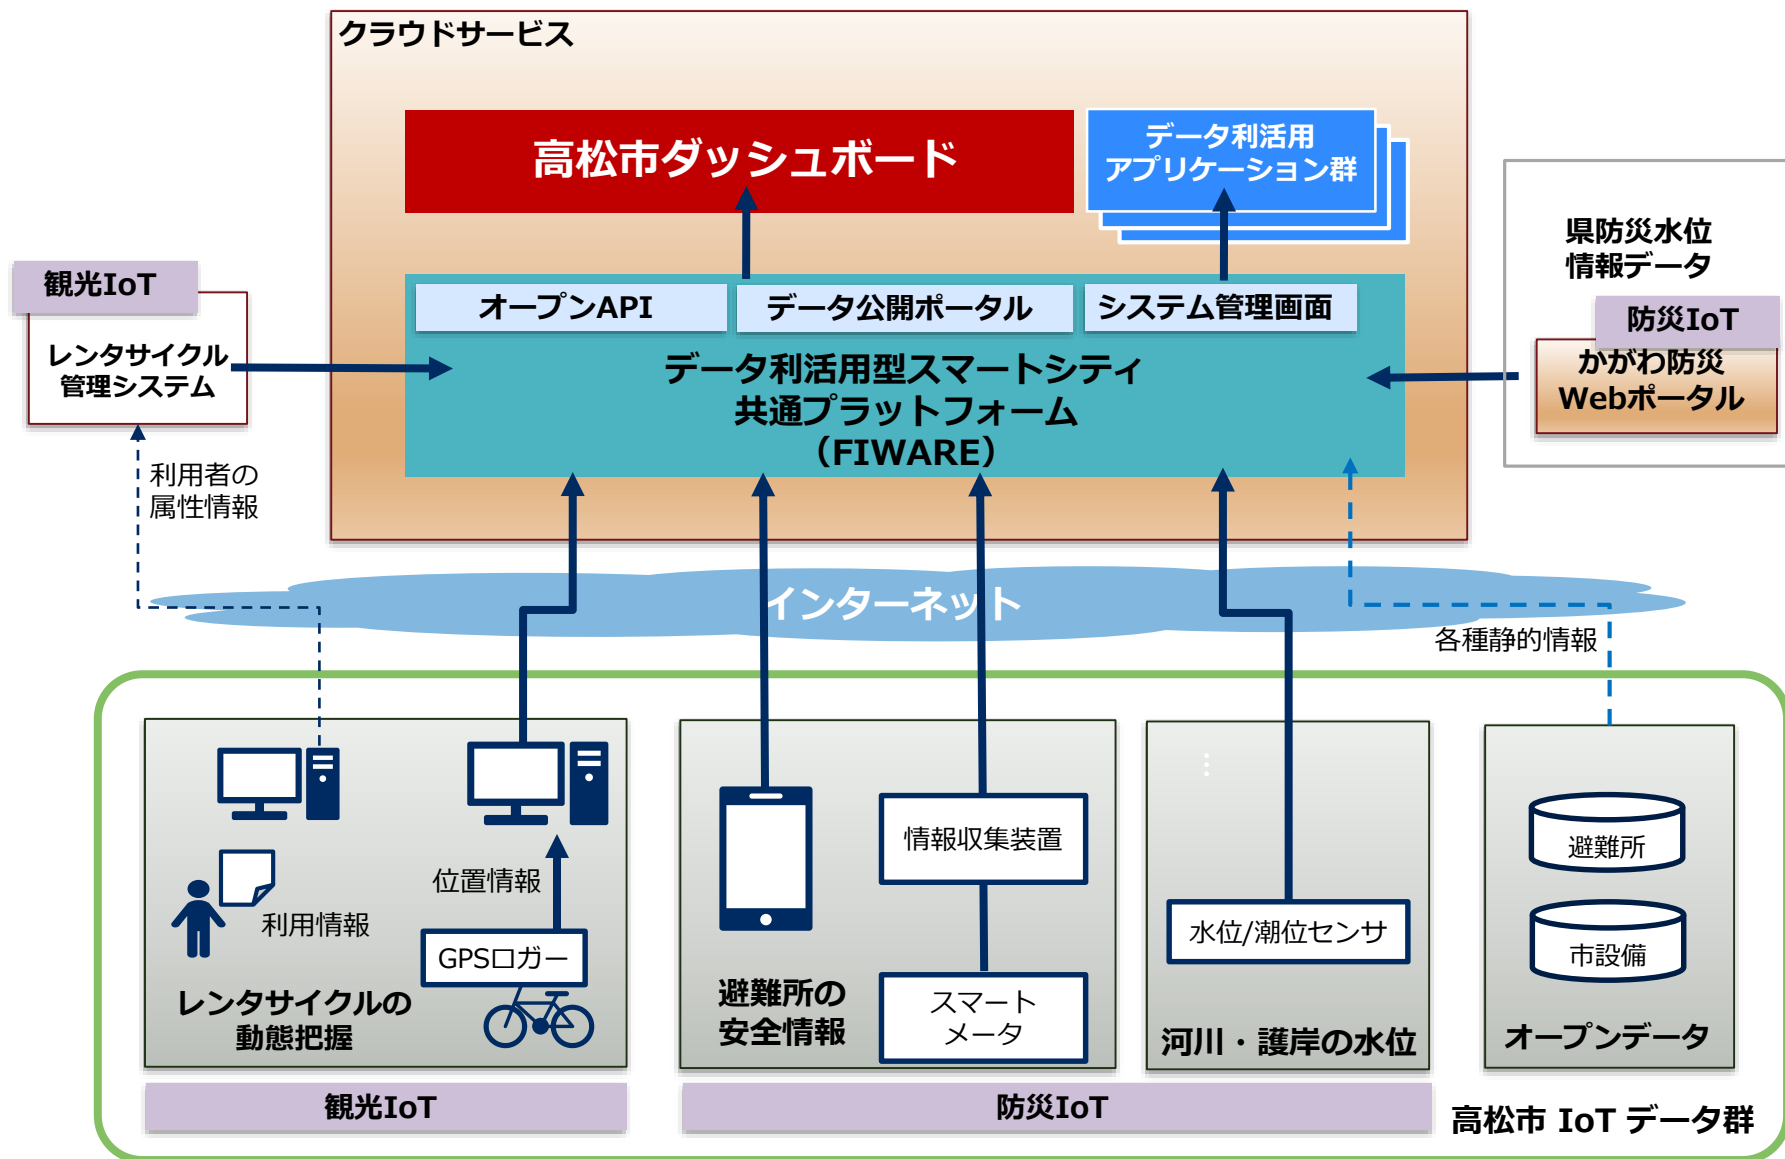 クラウドサービス
高松市ダッシュボード
データ利活用
アプリケーション群
県防災水位
情報データ
観光IoT
レンタサイクル
管理システム
オープンAPI
データ公開ポータル
システム管理画面
防災IoT
かがわ防災
Webポータル
データ利活用型スマートシティ
共通プラットフォーム
（FIWARE）
利用者の
属性情報
インターネット
各種静的情報
位置情報
利用情報
GPSロガー
レンタサイクルの
動態把握
情報収集装置
避難所の
安全情報
スマート
メータ
…
水位/潮位センサ
河川・護岸の水位
避難所
市設備
オープンデータ
観光IoT
防災IoT
高松市 IoT データ群